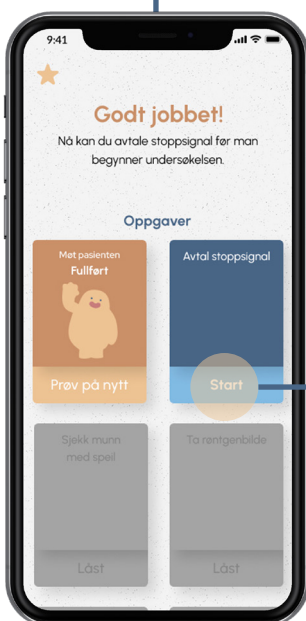 9:41
Godt jobbet!
Nå kan du avtale stoppsignal før man
begynner undersøkelsen.
Oppgaver
Møt pasienten
Fullført
Prøv på nytt
Avtal stoppsignal
Start
Sjekk munn
med speil
Låst
Ta røntgenbilde
Låst